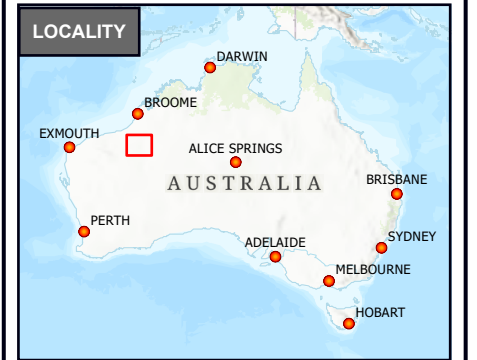 LOCALITY
DARWIN
BROOME
EXMOUTH
ALICE SPRINGS
AUSTRALIA
BRISBANE
PERTH
SYDNEY
ADELAIDE
MELBOURNE
HOBART